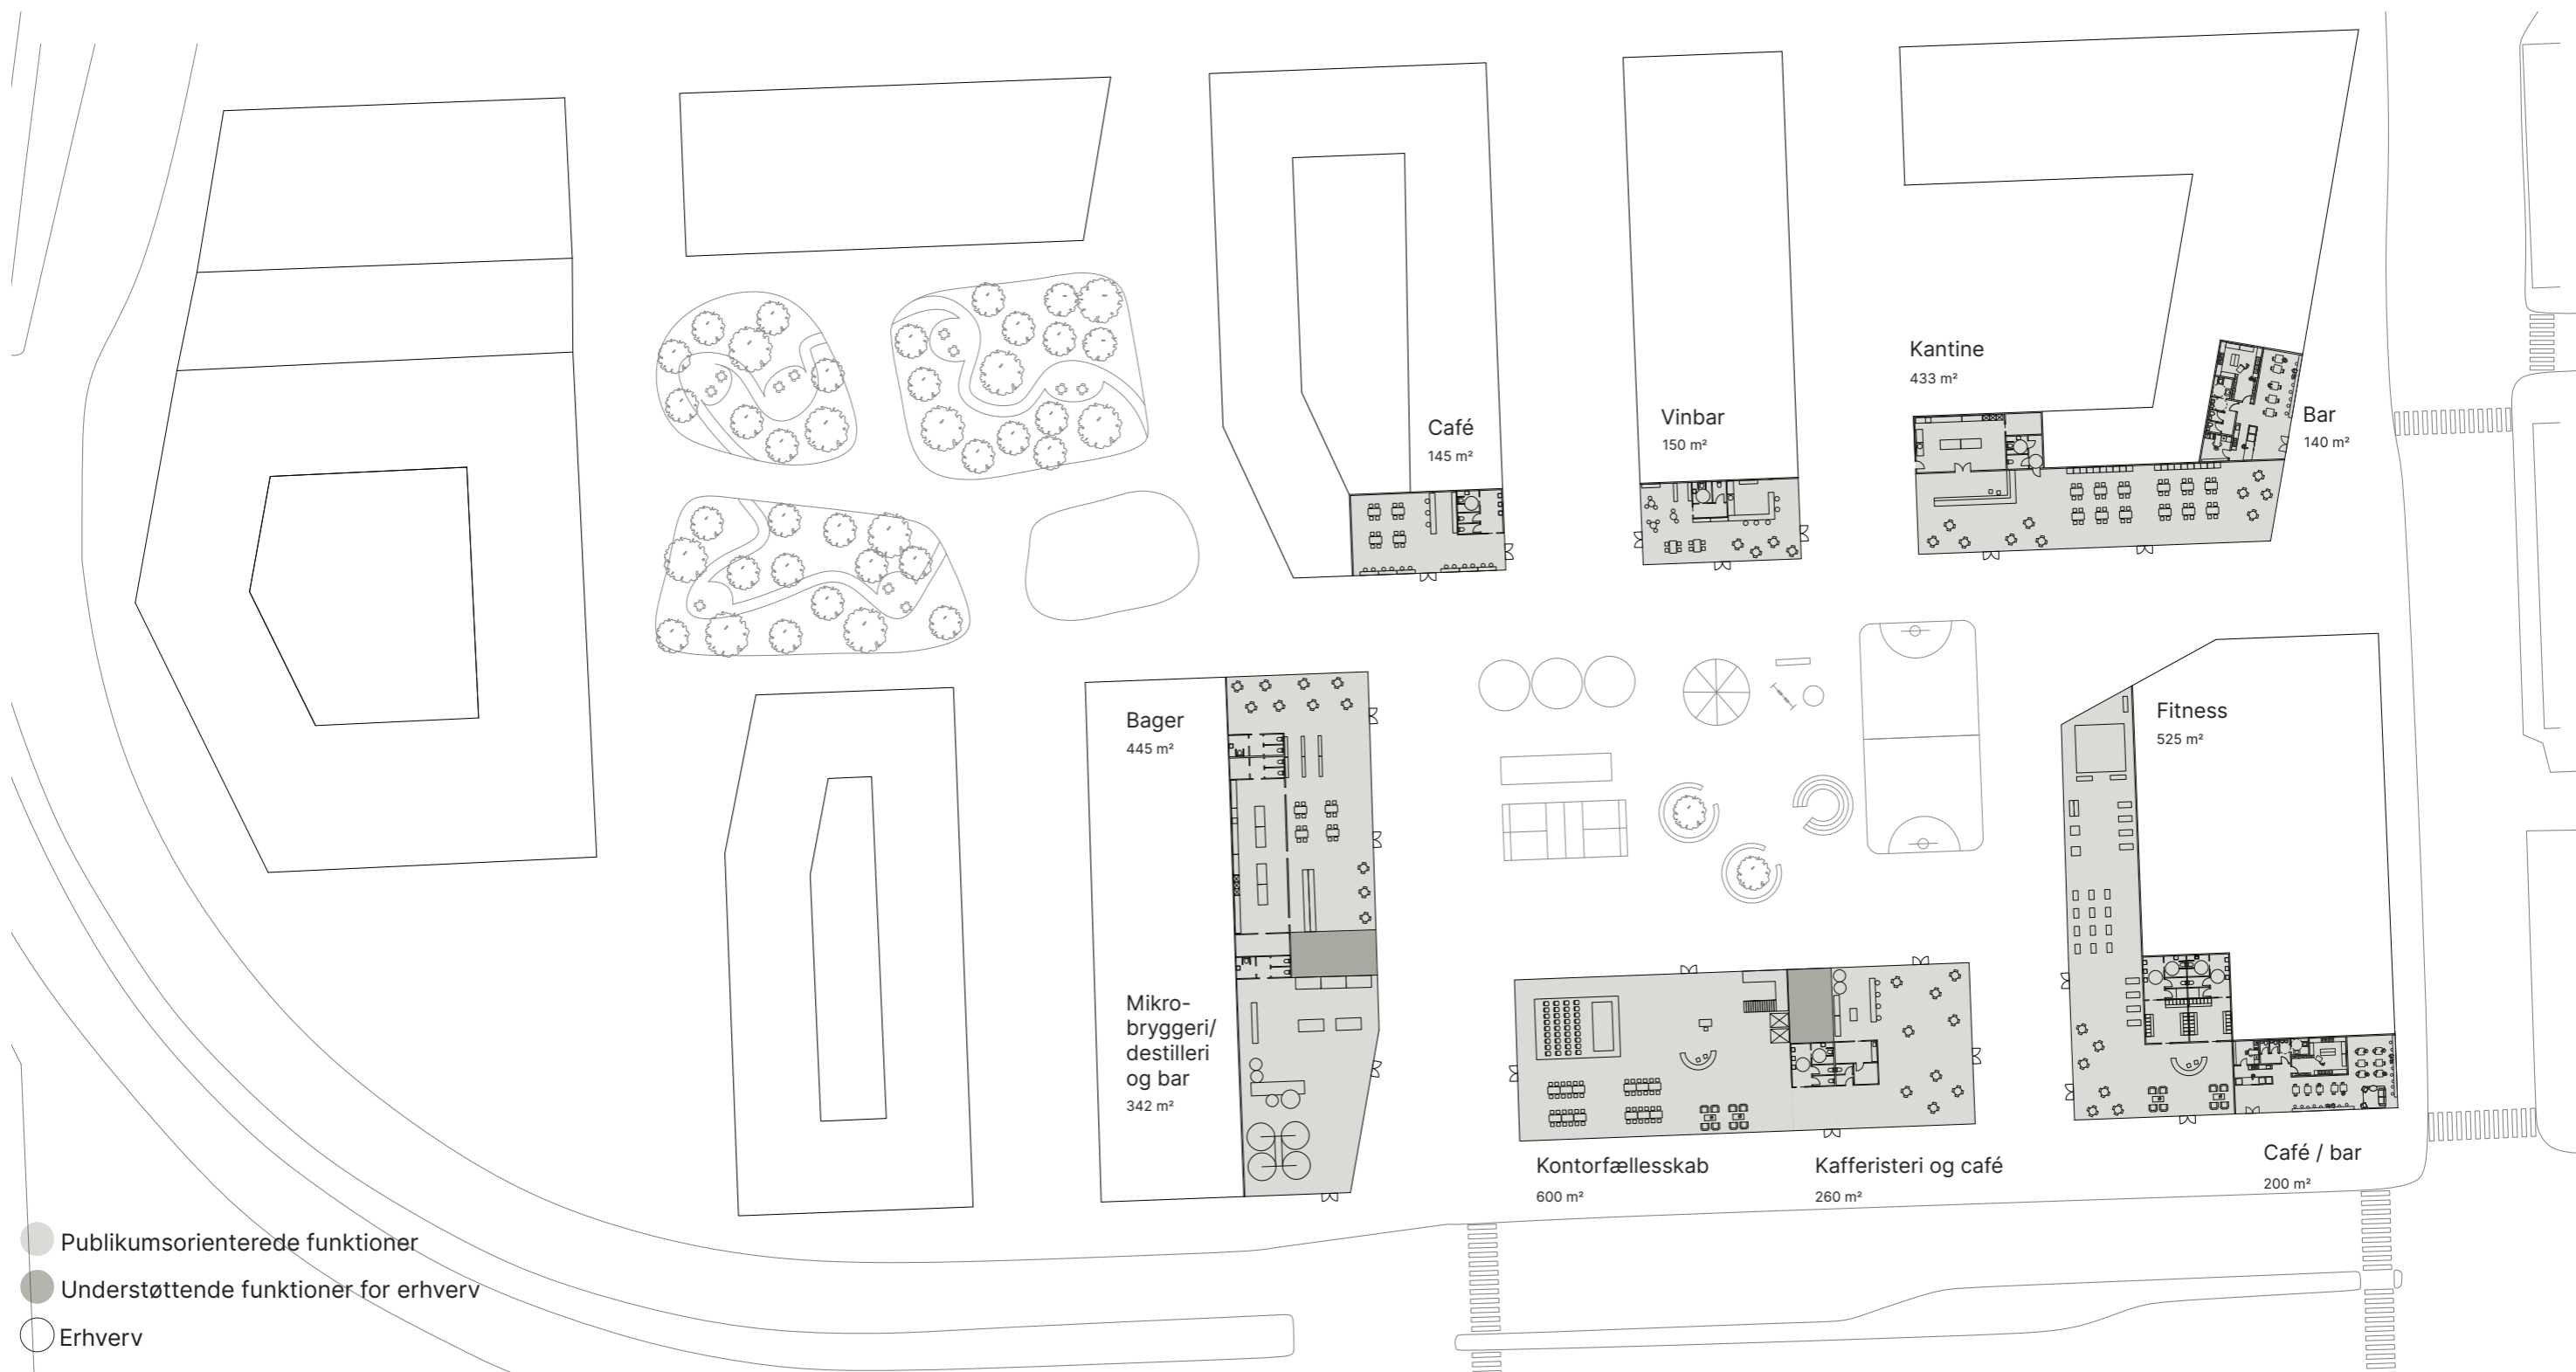 Kantine
433 m²
Bar
140 m²
Café
145 m²
Vinbar
150 m²
Bager
445 m²
Fitness
525 m²
Mikro-
bryggeri/
destilleri
og bar
342 m²
Kontorfællesskab
600 m²
Kafferisteri og café
260 m²
Café / bar
200 m²
Publikumsorienterede funktioner
Understøttende funktioner for erhverv
Erhverv